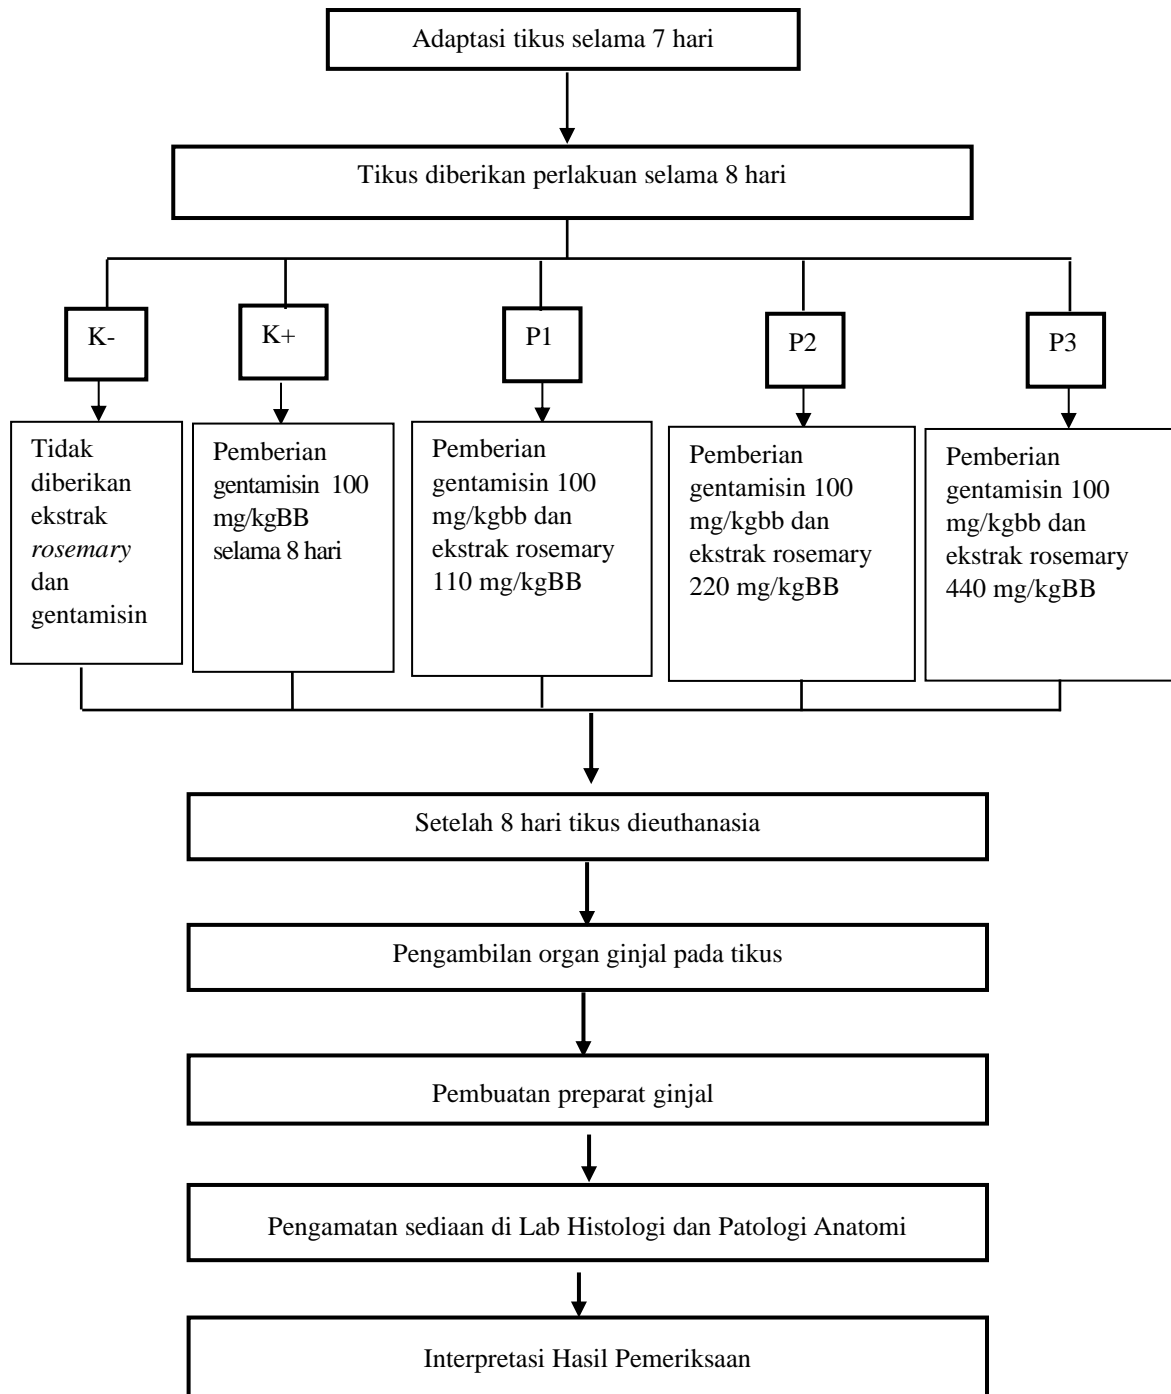 Adaptasi tikus selama 7 hari
Tikus diberikan perlakuan selama 8 hari
K-
K+
P1
P2
P3
Tidak
diberikan
ekstrak
rosemary
dan
gentamisin
Pemberian
gentamisin 100
mg/kgBB
selama 8 hari
Pemberian
gentamisin 100
mg/kgbb dan
ekstrak rosemary
110 mg/kgBB
Pemberian
gentamisin 100
mg/kgbb dan
ekstrak rosemary
220 mg/kgBB
Pemberian
gentamisin 100
mg/kgbb dan
ekstrak rosemary
440 mg/kgBB
Setelah 8 hari tikus dieuthanasia
Pengambilan organ ginjal pada tikus
Pembuatan preparat ginjal
Pengamatan sediaan di Lab Histologi dan Patologi Anatomi
Interpretasi Hasil Pemeriksaan